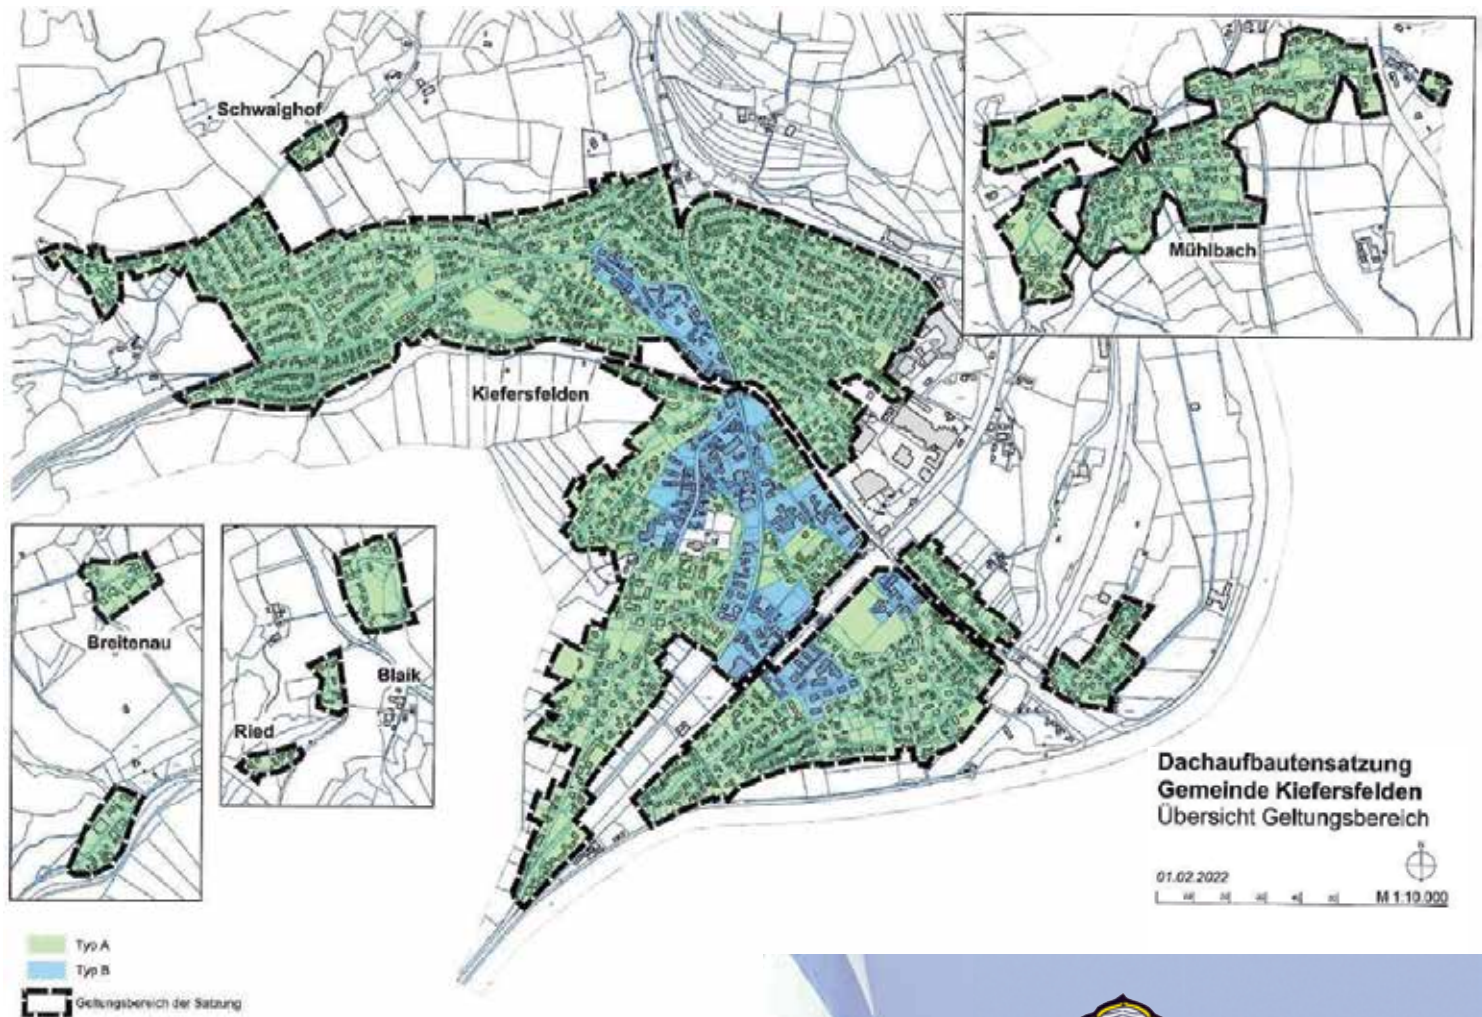 Schwaighof
Mühlbach
Kiefersfelden
Breitenau
Blaik
Ried
Dachaufbautensatzung
Gemeinde Kiefersfelden
Übersicht Geltungsbereich
N
01.02.2022
M 1:10.000
Typ A
Typ B
Geltungsbereich der Satzung